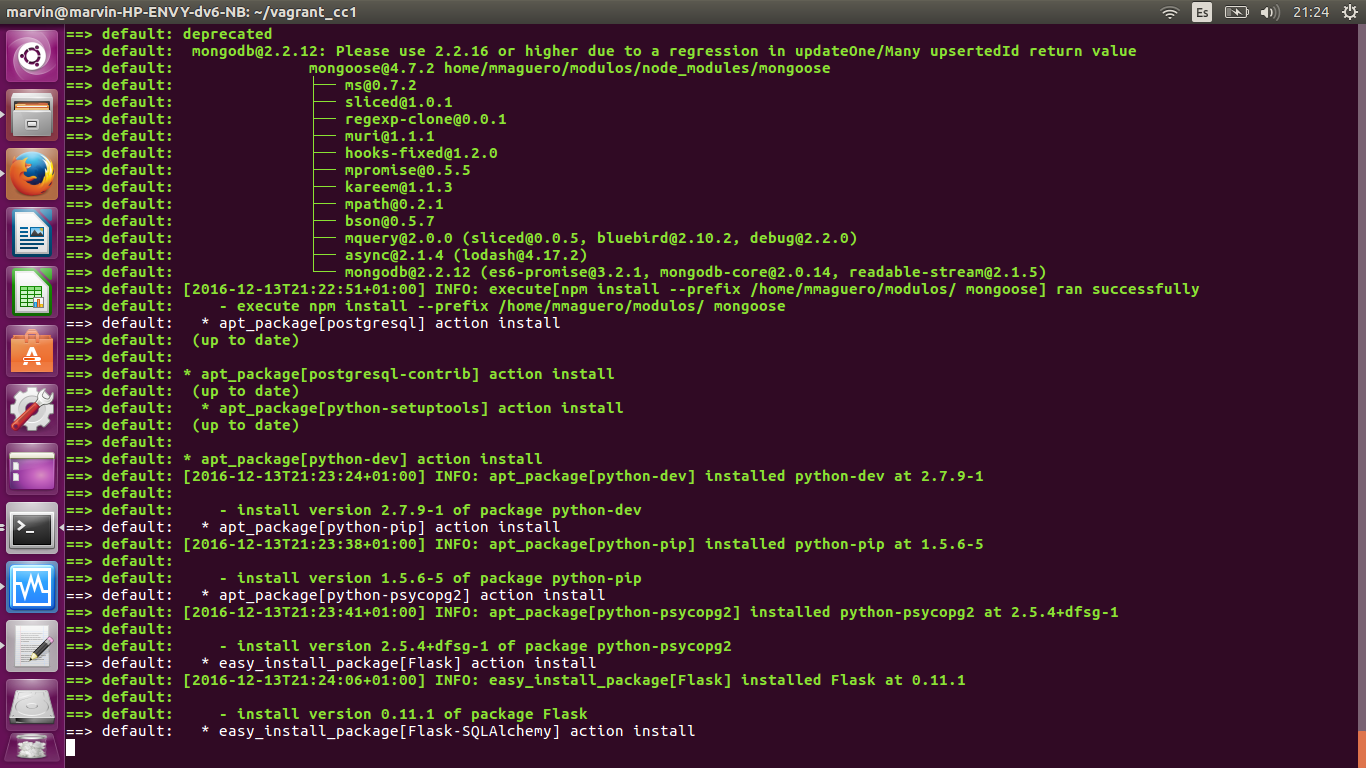 marvin@marvin-HP-ENVY-dv6-NB: ~/vagrant_cc1
Es
21:24
==> default: deprecated
==> default:  mongodb@2.2.12: Please use 2.2.16 or higher due to a regression in updateOne/Many upsertedId return value
==> default:               mongoose@4.7.2 home/mmaguero/modulos/node_modules/mongoose
==> default:               ├── ms@0.7.2
==> default:               ├── sliced@1.0.1
==> default:               ├── regexp-clone@0.0.1
==> default:               ├── muri@1.1.1
==> default:               ├── hooks-fixed@1.2.0
==> default:               ├── mpromise@0.5.5
==> default:               ├── kareem@1.1.3
==> default:               ├── mpath@0.2.1
==> default:               ├── bson@0.5.7
==> default:               ├── mquery@2.0.0 (sliced@0.0.5, bluebird@2.10.2, debug@2.2.0)
==> default:               ├── async@2.1.4 (lodash@4.17.2)
==> default:               └── mongodb@2.2.12 (es6-promise@3.2.1, mongodb-core@2.0.14, readable-stream@2.1.5)
==> default: [2016-12-13T21:22:51+01:00] INFO: execute[npm install --prefix /home/mmaguero/modulos/ mongoose] ran successfully
==> default:     - execute npm install --prefix /home/mmaguero/modulos/ mongoose
==> default:   * apt_package[postgresql] action install
==> default:  (up to date)
==> default:
==> default: * apt_package[postgresql-contrib] action install
==> default:  (up to date)
==> default:   * apt_package[python-setuptools] action install
==> default:  (up to date)
==> default:
==> default: * apt_package[python-dev] action install
==> default: [2016-12-13T21:23:24+01:00] INFO: apt_package[python-dev] installed python-dev at 2.7.9-1
==> default:
==> default:     - install version 2.7.9-1 of package python-dev
==> default:   * apt_package[python-pip] action install
==> default: [2016-12-13T21:23:38+01:00] INFO: apt_package[python-pip] installed python-pip at 1.5.6-5
==> default:
==> default:     - install version 1.5.6-5 of package python-pip
==> default:   * apt_package[python-psycopg2] action install
==> default: [2016-12-13T21:23:41+01:00] INFO: apt_package[python-psycopg2] installed python-psycopg2 at 2.5.4+dfsg-1
==> default:
==> default:     - install version 2.5.4+dfsg-1 of package python-psycopg2
==> default:   * easy_install_package[Flask] action install
==> default: [2016-12-13T21:24:06+01:00] INFO: easy_install_package[Flask] installed Flask at 0.11.1
==> default:
==> default:     - install version 0.11.1 of package Flask
==> default:   * easy_install_package[Flask-SQLAlchemy] action install